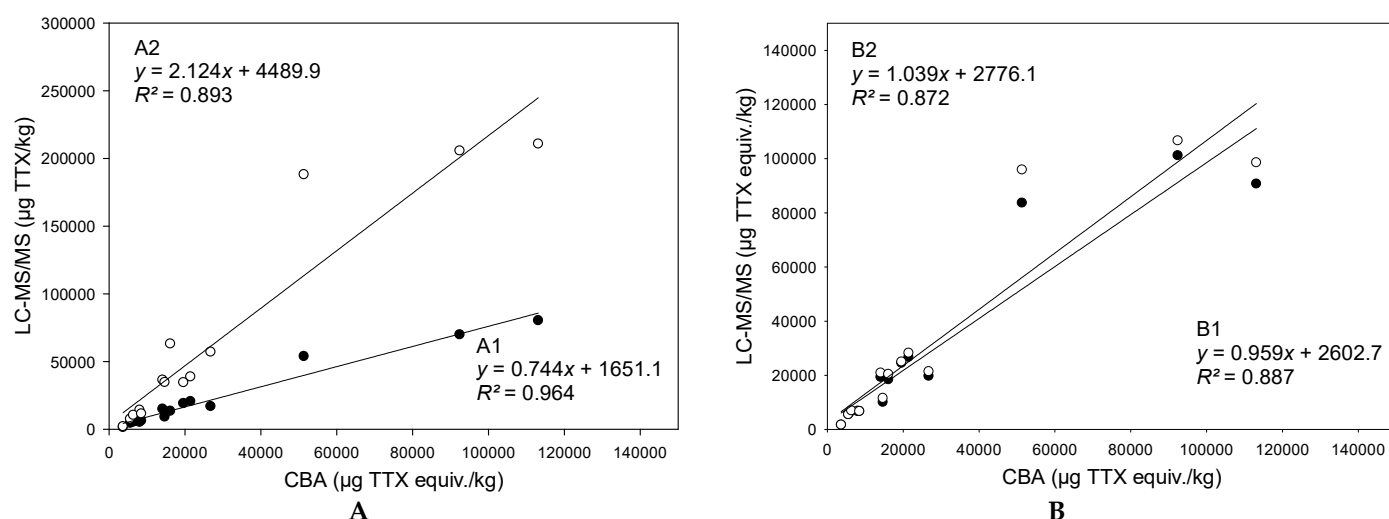 300000
250000
200000
150000
100000
50000
0
LC-MS/MS (µg TTX/kg)
A2
y = 2.124x + 4489.9
R² = 0.893
A1
y = 0.744x + 1651.1
R² = 0.964
0 20000 40000 60000 80000 100000 120000 140000
CBA (µg TTX equiv./kg)
A
140000
120000
100000
80000
60000
40000
20000
0
LC-MS/MS (µg TTX equiv./kg)
B2
y = 1.039x + 2776.1
R² = 0.872
B1
y = 0.959x + 2602.7
R² = 0.887
0 20000 40000 60000 80000 100000 120000 140000
CBA (µg TTX equiv./kg)
B